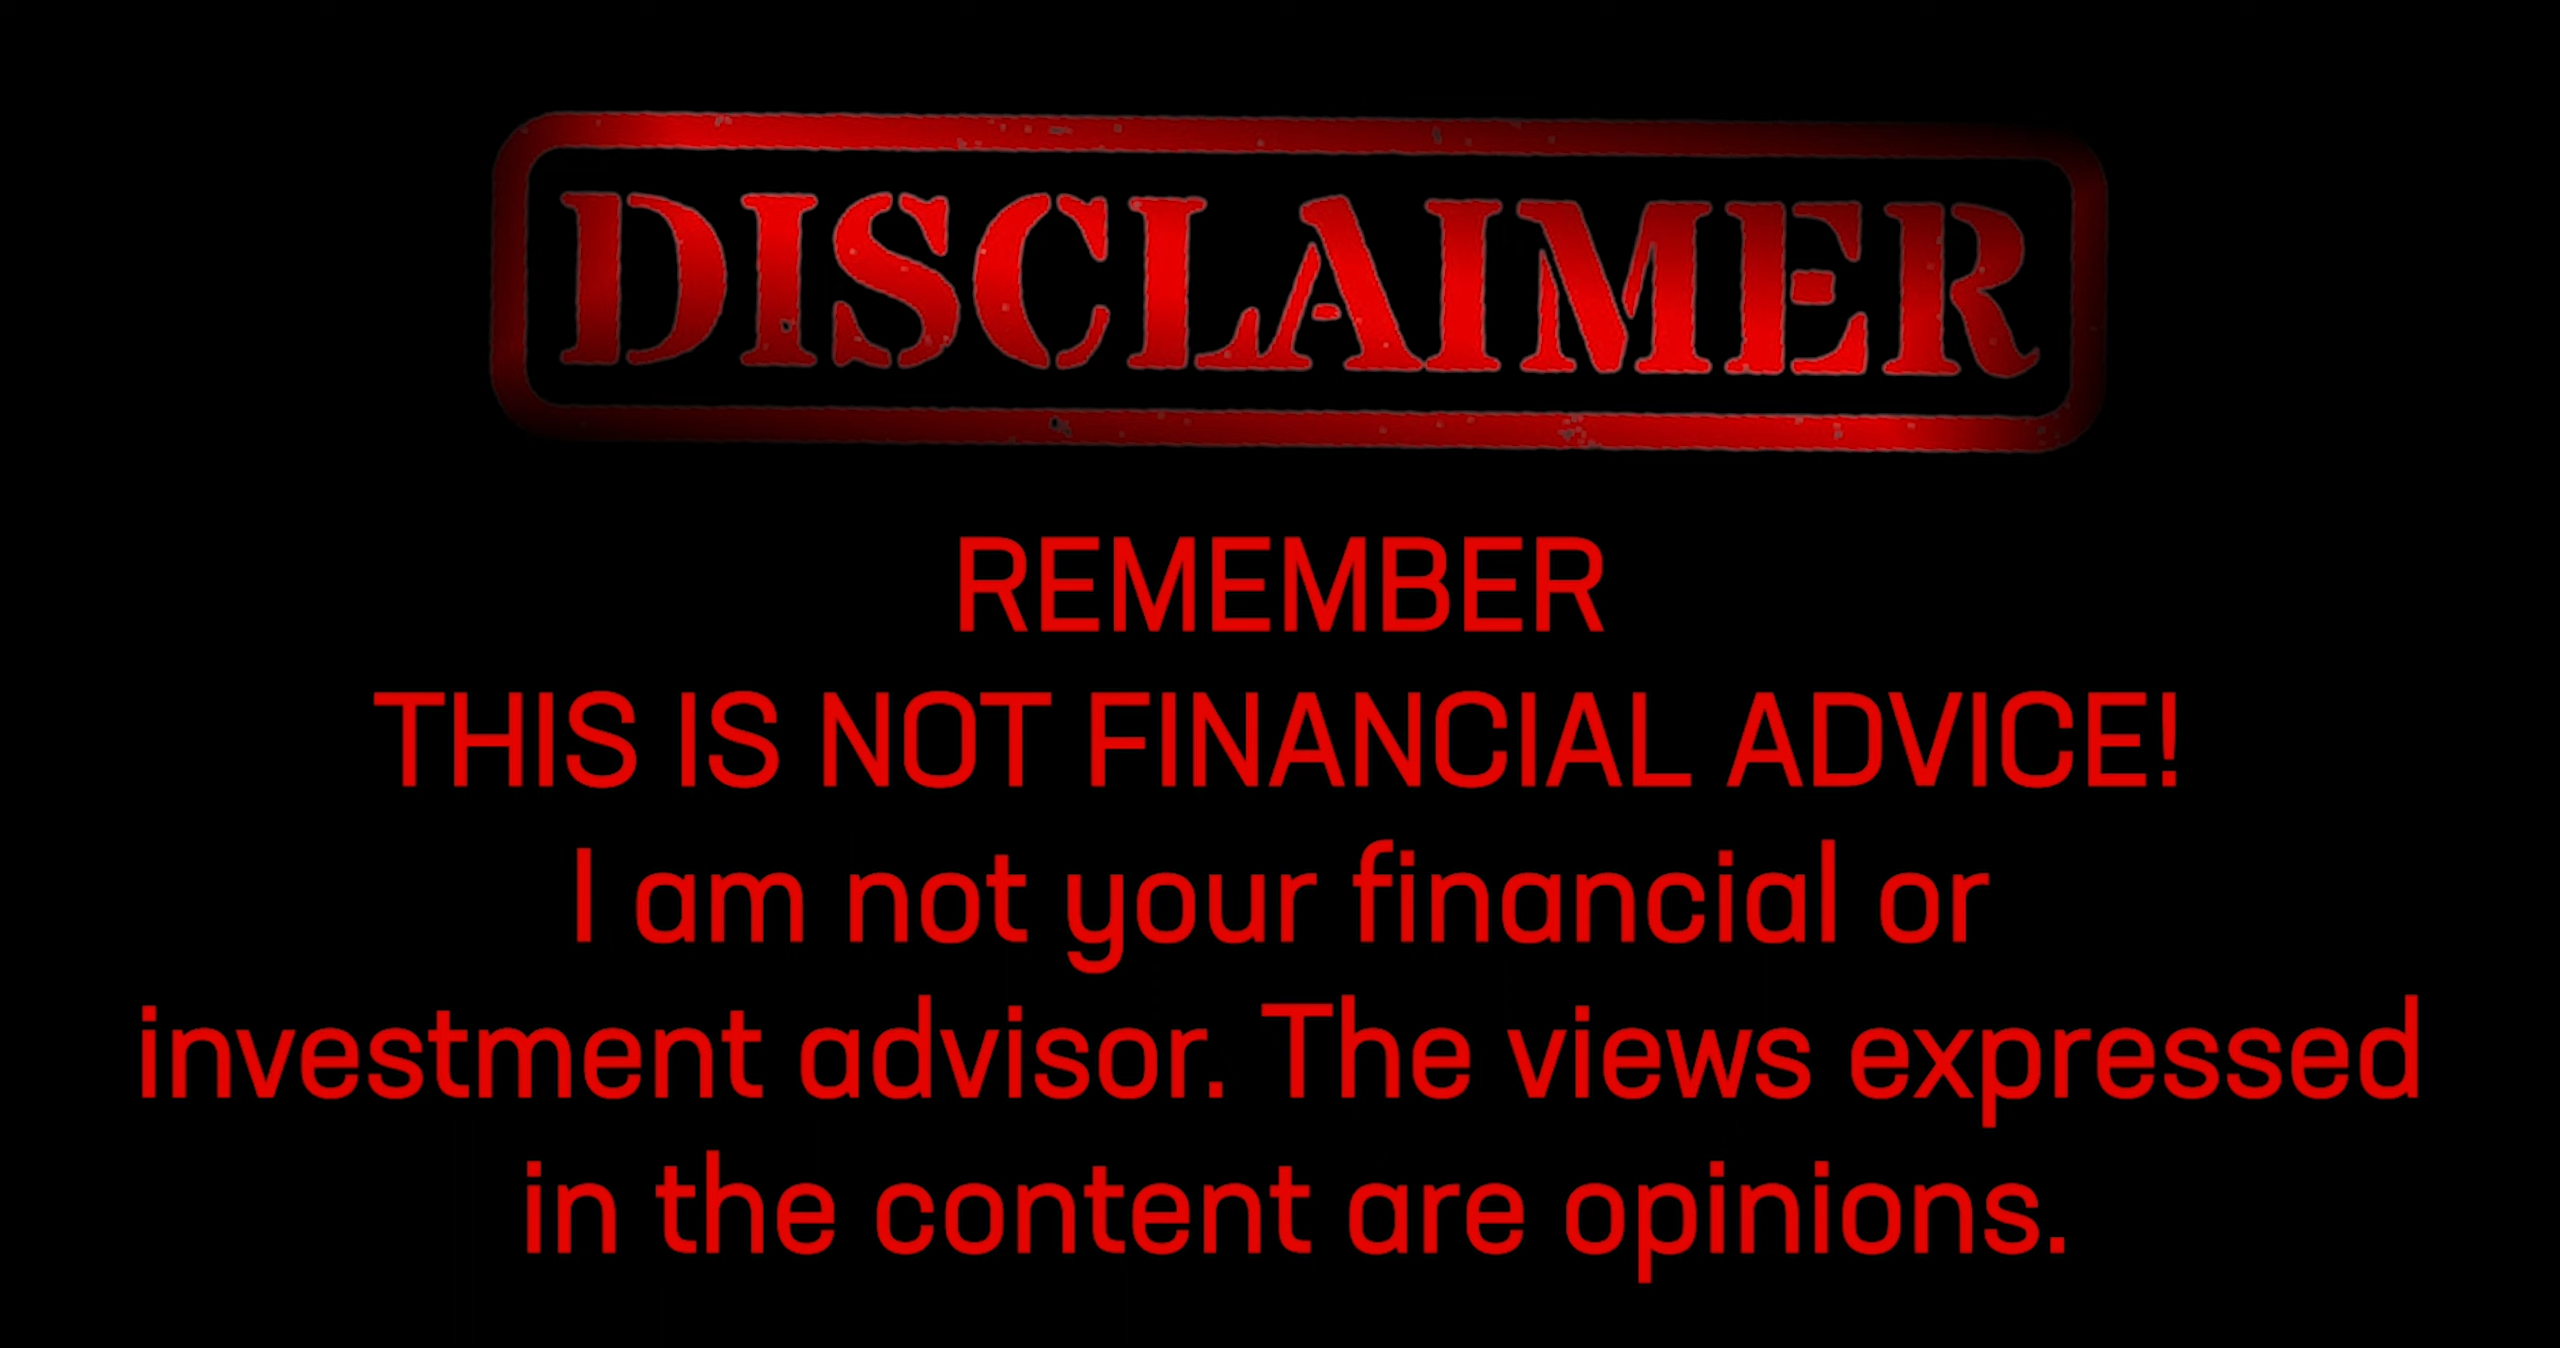 DISCLAIMER
REMEMBER
THIS IS NOT FINANCIAL ADVICE!
I am not your financial or
investment advisor. The views expressed
in the content are opinions.